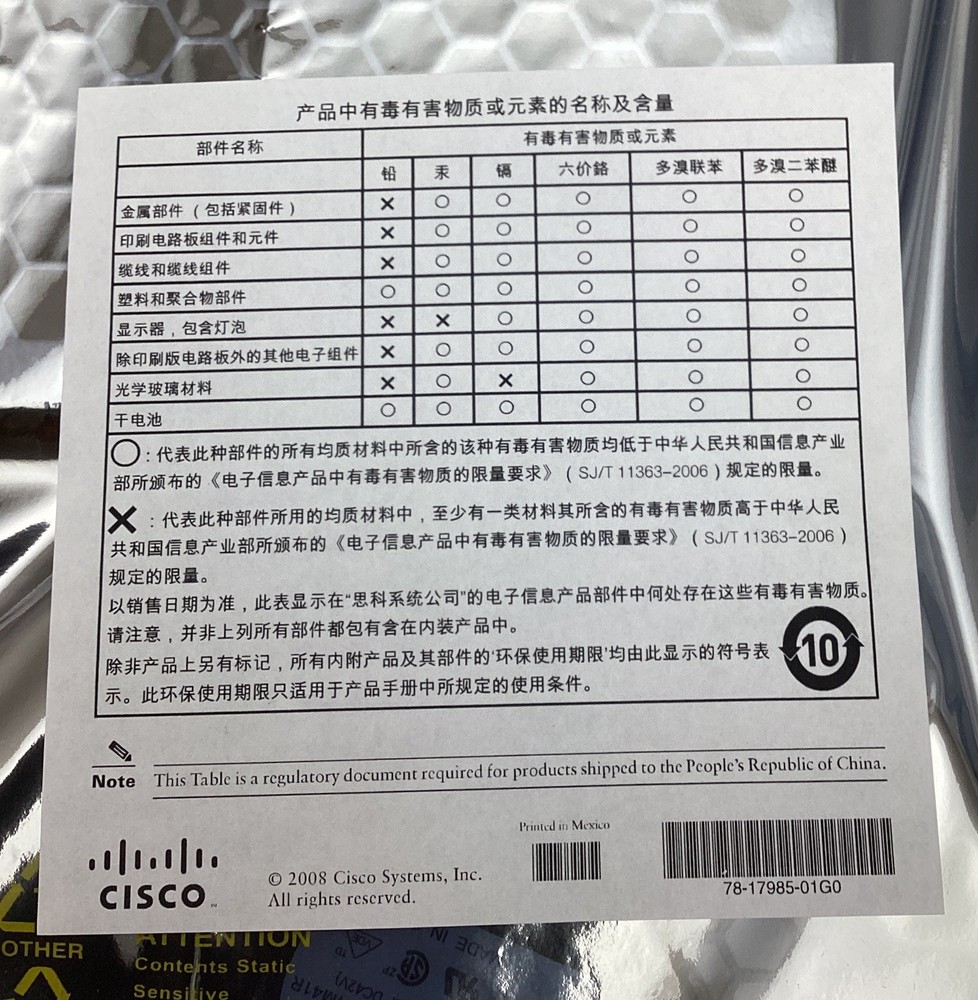 产品中有毒有害物质或元素的名称及含量
部件名称 有毒有害物质或元素
铅 汞 镉 六价铬 多溴联苯 多溴二苯醚
金属部件（包括紧固件） × ○ ○ ○ ○ ○
印刷电路板组件和元件 × ○ ○ ○ ○ ○
缆线和缆线组件 × ○ ○ ○ ○ ○
塑料和聚合物部件 ○ ○ ○ ○ ○ ○
显示器，包含灯泡 × × ○ ○ ○ ○
除印刷版电路板外的其他电子组件 × ○ ○ ○ ○ ○
光学玻璃材料 × ○ × ○ ○ ○
干电池 ○ ○ ○ ○ ○ ○
○：代表此种部件的所有均质材料中所含的该种有毒有害物质均低于中华人民共和国信息产业
部所颁布的《电子信息产品中有毒有害物质的限量要求》（SJ/T 11363–2006）规定的限量。
×：代表此种部件所用的均质材料中，至少有一类材料其所含的有毒有害物质高于中华人民
共和国信息产业部所颁布的《电子信息产品中有毒有害物质的限量要求》（SJ/T 11363–2006）
规定的限量。
以销售日期为准，此表显示在“思科系统公司”的电子信息产品部件中何处存在这些有毒有害物质。
请注意，并非上列所有部件都包有含在内装产品中。
除非产品上另有标记，所有内附产品及其部件的‘环保使用期限’均由此显示的符号表
示。此环保使用期限只适用于产品手册中所规定的使用条件。
10
Note This Table is a regulatory document required for products shipped to the People's Republic of China.
Printed in Mexico
CISCO™
© 2008 Cisco Systems, Inc.
All rights reserved.
78-17985-01G0
OTHER
ATTENTION
Contents Static
Sensitive